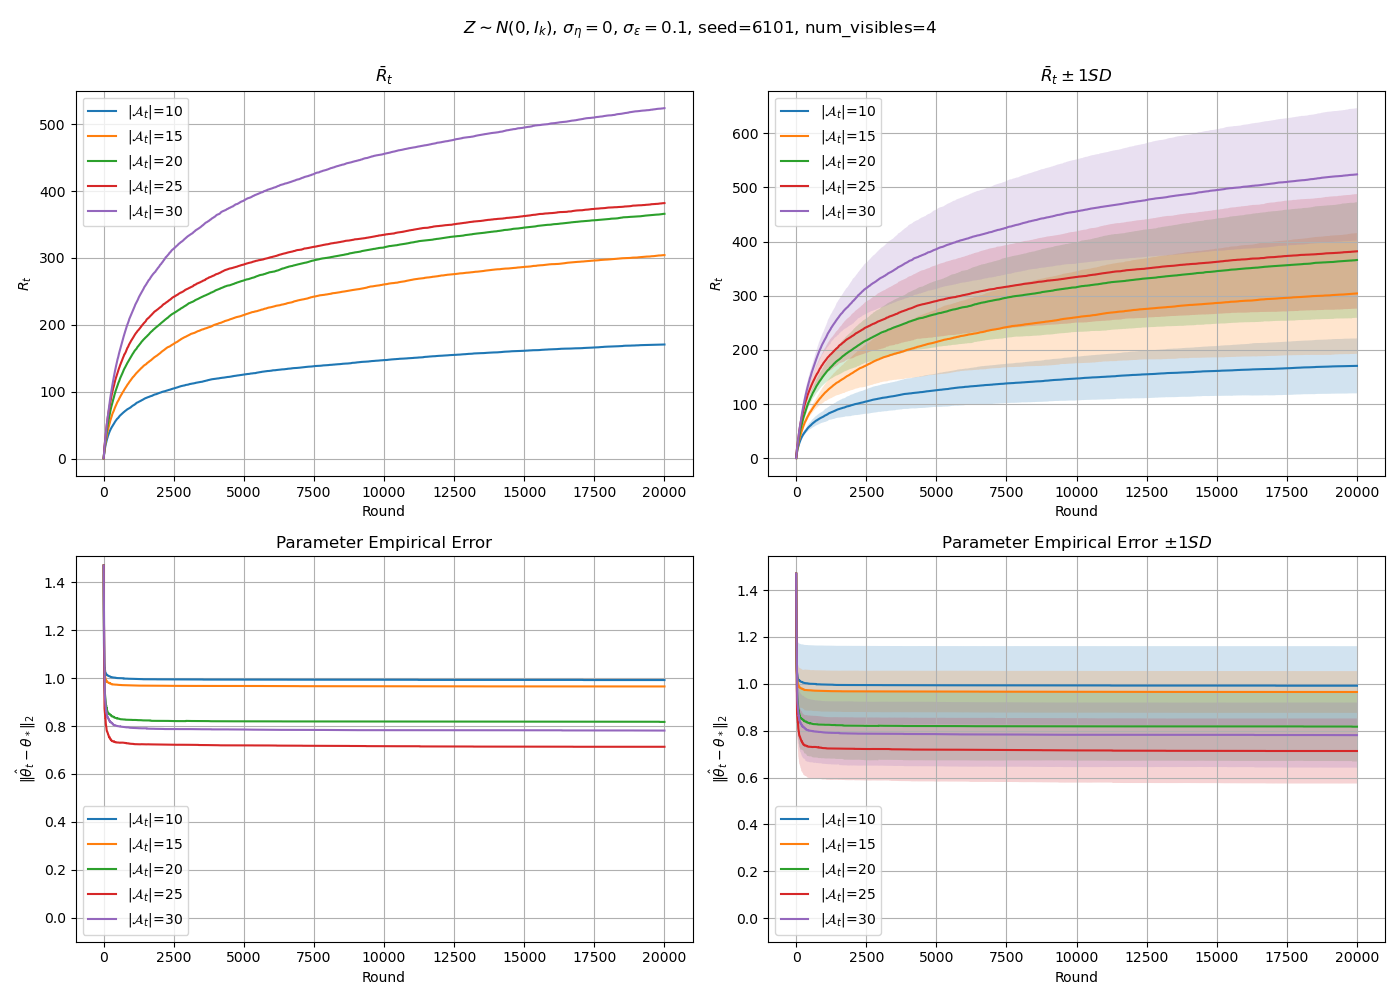 Z ∼ N(0, I_k), σ_η = 0, σ_ε = 0.1, seed=6101, num_visibles=4
R̄_t
R_t
500
400
300
200
100
0
|𝒜_t|=10
|𝒜_t|=15
|𝒜_t|=20
|𝒜_t|=25
|𝒜_t|=30
0 2500 5000 7500 10000 12500 15000 17500 20000
Round
R̄_t ± 1SD
R_t
600
500
400
300
200
100
0
|𝒜_t|=10
|𝒜_t|=15
|𝒜_t|=20
|𝒜_t|=25
|𝒜_t|=30
0 2500 5000 7500 10000 12500 15000 17500 20000
Round
Parameter Empirical Error
‖θ̂_t − θ_*‖_2
1.4
1.2
1.0
0.8
0.6
0.4
0.2
0.0
|𝒜_t|=10
|𝒜_t|=15
|𝒜_t|=20
|𝒜_t|=25
|𝒜_t|=30
0 2500 5000 7500 10000 12500 15000 17500 20000
Round
Parameter Empirical Error ±1SD
‖θ̂_t − θ_*‖_2
1.4
1.2
1.0
0.8
0.6
0.4
0.2
0.0
|𝒜_t|=10
|𝒜_t|=15
|𝒜_t|=20
|𝒜_t|=25
|𝒜_t|=30
0 2500 5000 7500 10000 12500 15000 17500 20000
Round